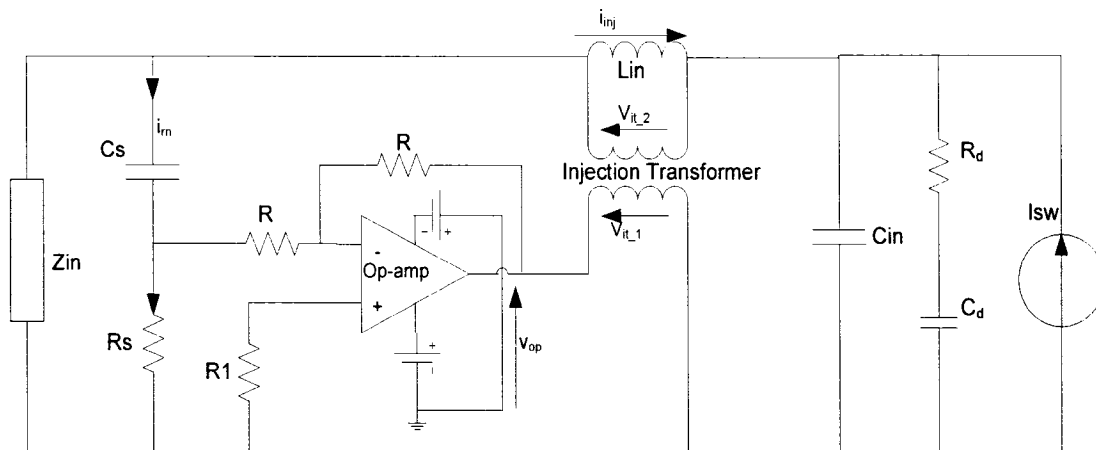 i_inj
Lin
V_it_2
Injection Transformer
V_it_1
i_rn
Cs
R
R
- +
-
Op-amp
+
+
v_op
Zin
Rs
R1
Cin
R_d
C_d
Isw